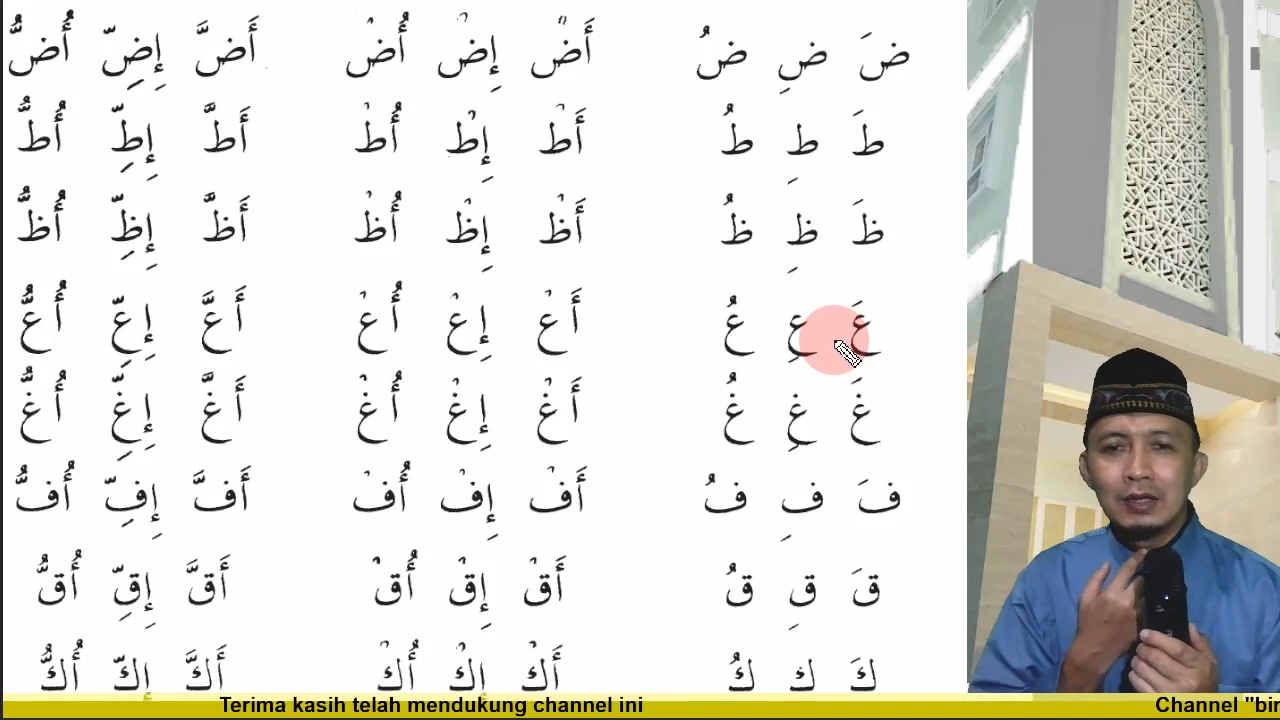 ضَ ضِ ضُ أَضْ إِضْ أُضْ أَضَّ إِضِّ أُضُّ
طَ طِ طُ أَطْ إِطْ أُطْ أَطَّ إِطِّ أُطُّ
ظَ ظِ ظُ أَظْ إِظْ أُظْ أَظَّ إِظِّ أُظُّ
عَ عِ عُ أَعْ إِعْ أُعْ أَعَّ إِعِّ أُعُّ
غَ غِ غُ أَغْ إِغْ أُغْ أَغَّ إِغِّ أُغُّ
فَ فِ فُ أَفْ إِفْ أُفْ أَفَّ إِفِّ أُفُّ
قَ قِ قُ أَقْ إِقْ أُقْ أَقَّ إِقِّ أُقُّ
كَ كِ كُ أَكْ إِكْ أُكْ أَكَّ إِكِّ أُكُّ
Terima kasih telah mendukung channel ini Channel "bir